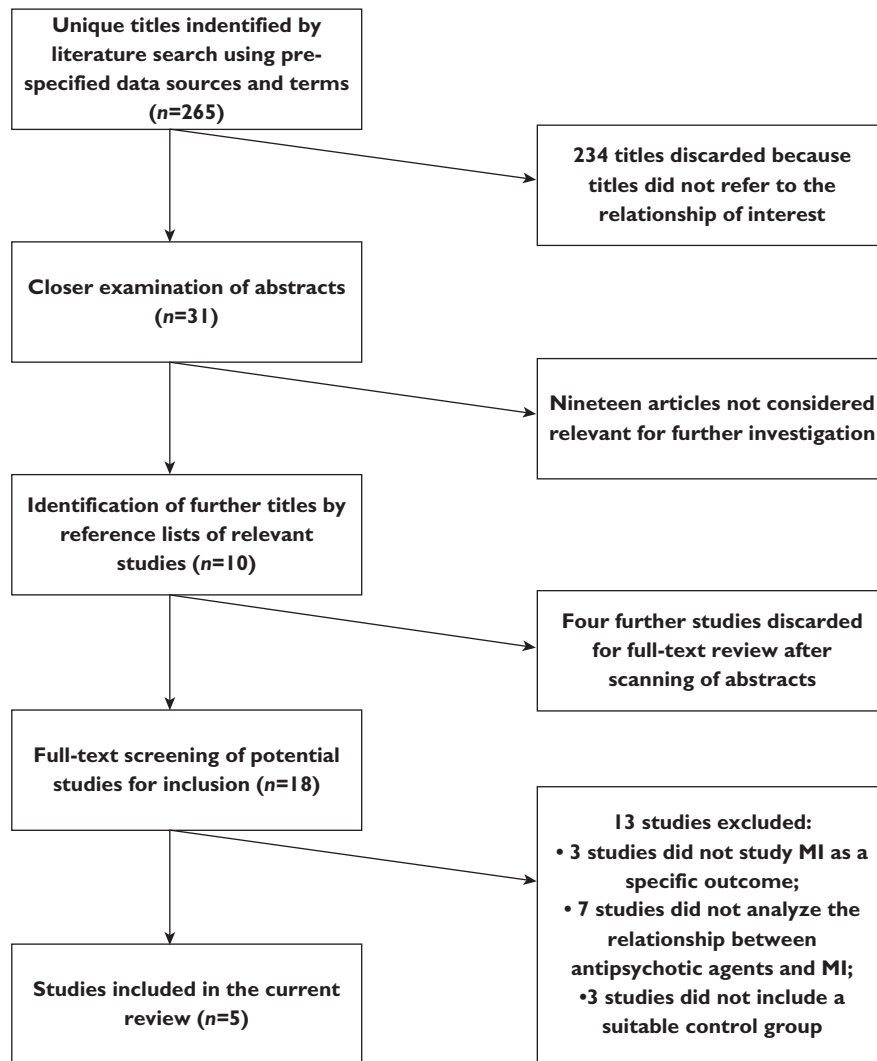 Unique titles indentified by
literature search using pre-
specified data sources and terms
(n=265)
234 titles discarded because
titles did not refer to the
relationship of interest
Closer examination of abstracts
(n=31)
Nineteen articles not considered
relevant for further investigation
Identification of further titles by
reference lists of relevant
studies (n=10)
Four further studies discarded
for full-text review after
scanning of abstracts
Full-text screening of potential
studies for inclusion (n=18)
13 studies excluded:
• 3 studies did not study MI as a
specific outcome;
• 7 studies did not analyze the
relationship between
antipsychotic agents and MI;
•3 studies did not include a
suitable control group
Studies included in the current
review (n=5)